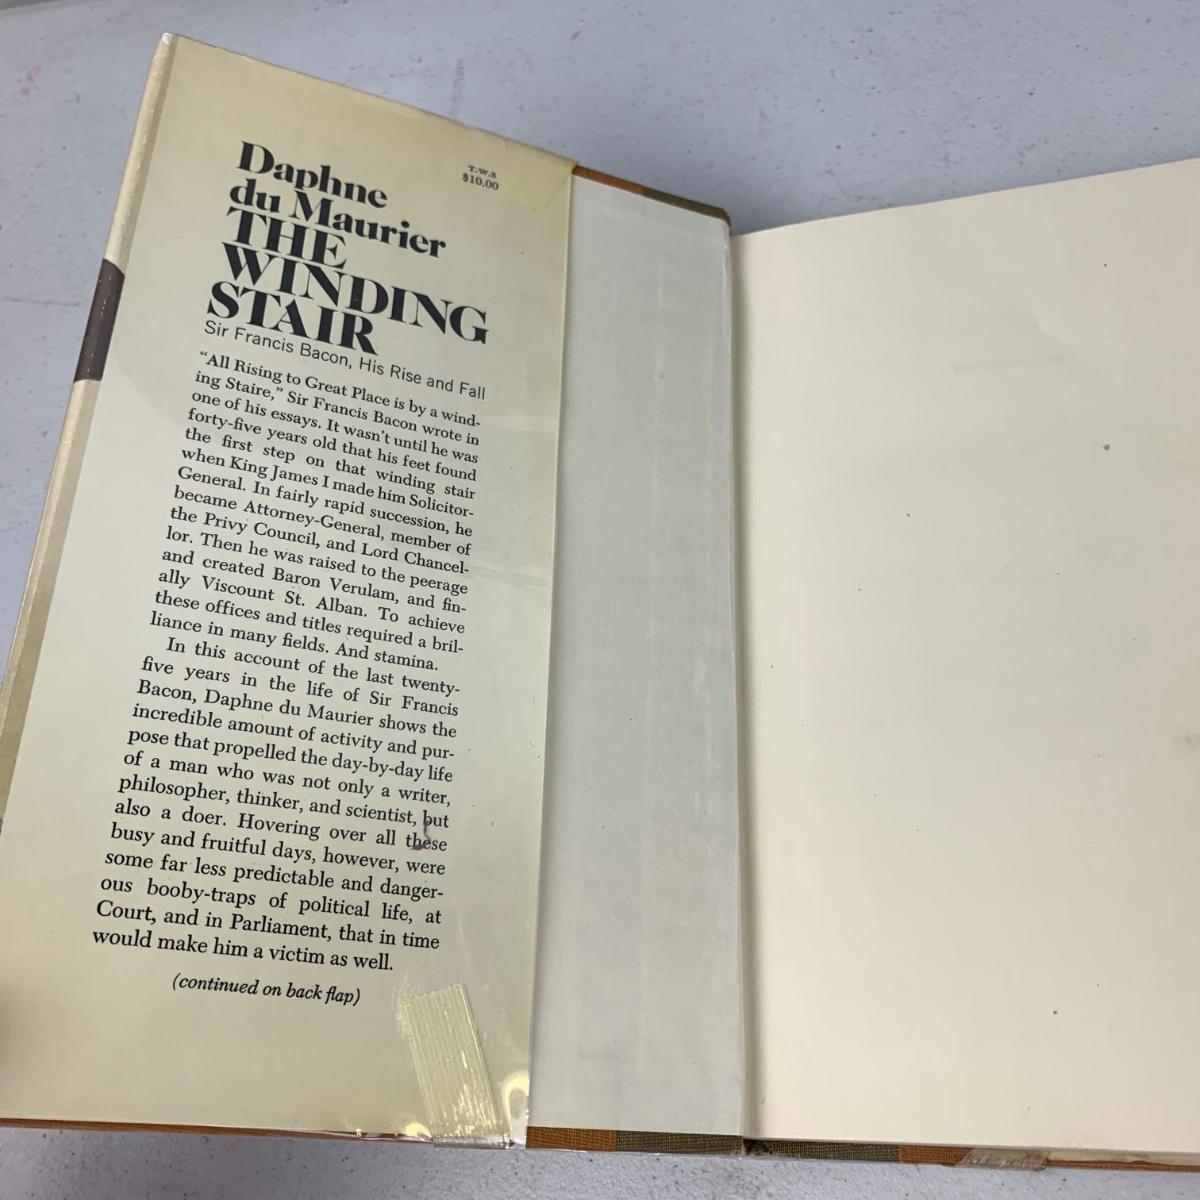 Daphne
du Maurier
T.W.S
$10.00
THE
WINDING
STAIR
Sir Francis Bacon, His Rise and Fall
“All Rising to Great Place is by a wind-
ing Staire,” Sir Francis Bacon wrote in
one of his essays. It wasn’t until he was
forty-five years old that his feet found
the first step on that winding stair
when King James I made him Solicitor-
General. In fairly rapid succession, he
became Attorney-General, member of
the Privy Council, and Lord Chancel-
lor. Then he was raised to the peerage
and created Baron Verulam, and fin-
ally Viscount St. Alban. To achieve
these offices and titles required a bril-
liance in many fields. And stamina.
In this account of the last twenty-
five years in the life of Sir Francis
Bacon, Daphne du Maurier shows the
incredible amount of activity and pur-
pose that propelled the day-by-day life
of a man who was not only a writer,
philosopher, thinker, and scientist, but
also a doer. Hovering over all these
busy and fruitful days, however, were
some far less predictable and danger-
ous booby-traps of political life, at
Court, and in Parliament, that in time
would make him a victim as well.
(continued on back flap)